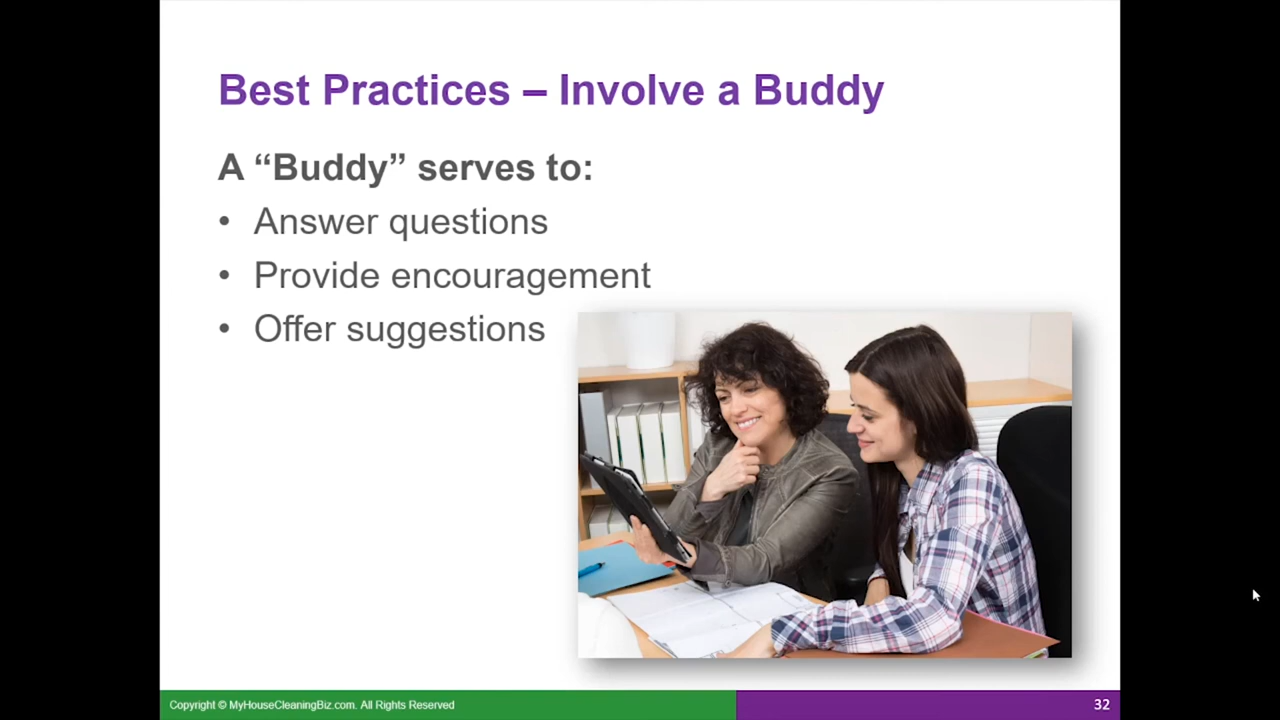 Best Practices – Involve a Buddy
A “Buddy” serves to:
• Answer questions
• Provide encouragement
• Offer suggestions
Copyright © MyHouseCleaningBiz.com. All Rights Reserved
32